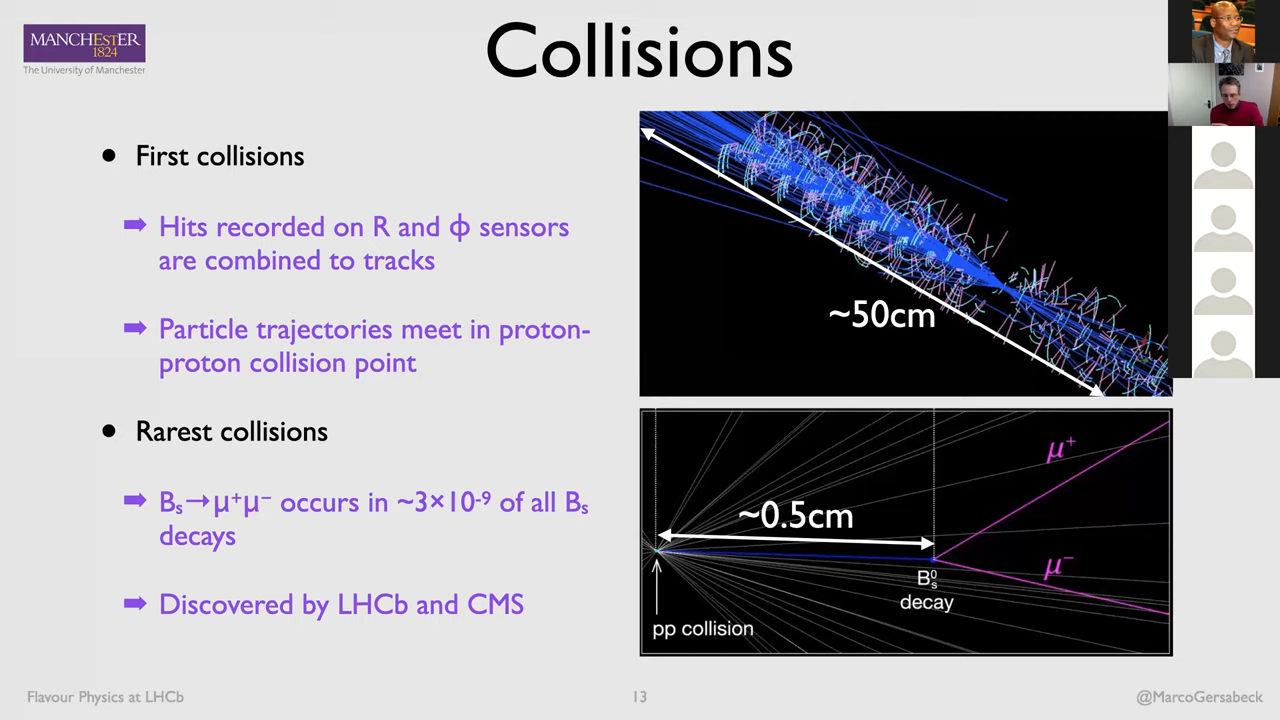 MANCHESTER
1824
The University of Manchester
Collisions
• First collisions
➡ Hits recorded on R and ϕ sensors
are combined to tracks
➡ Particle trajectories meet in proton-
proton collision point
• Rarest collisions
➡ Bs→μ⁺μ⁻ occurs in ~3×10⁻⁹ of all Bs
decays
➡ Discovered by LHCb and CMS
~50cm
μ⁺
~0.5cm
μ⁻
B⁰s
decay
pp collision
Flavour Physics at LHCb
13
@MarcoGersabeck